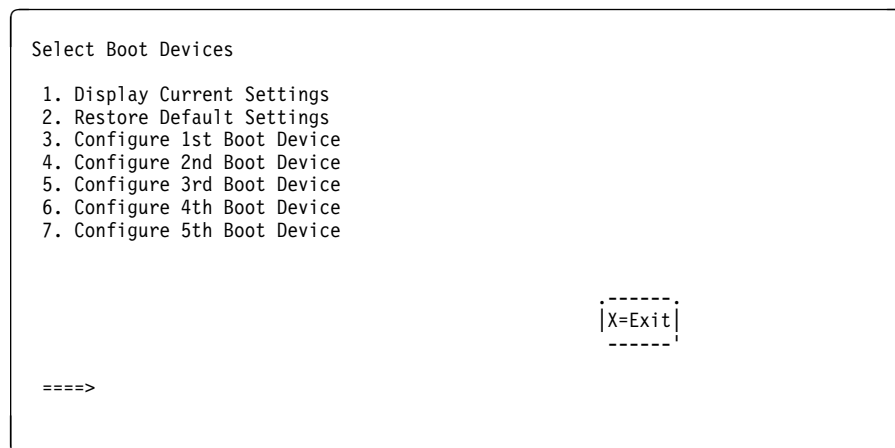 Select Boot Devices
1. Display Current Settings
2. Restore Default Settings
3. Configure 1st Boot Device
4. Configure 2nd Boot Device
5. Configure 3rd Boot Device
6. Configure 4th Boot Device
7. Configure 5th Boot Device
.------.
|X=Exit|
------'
====>